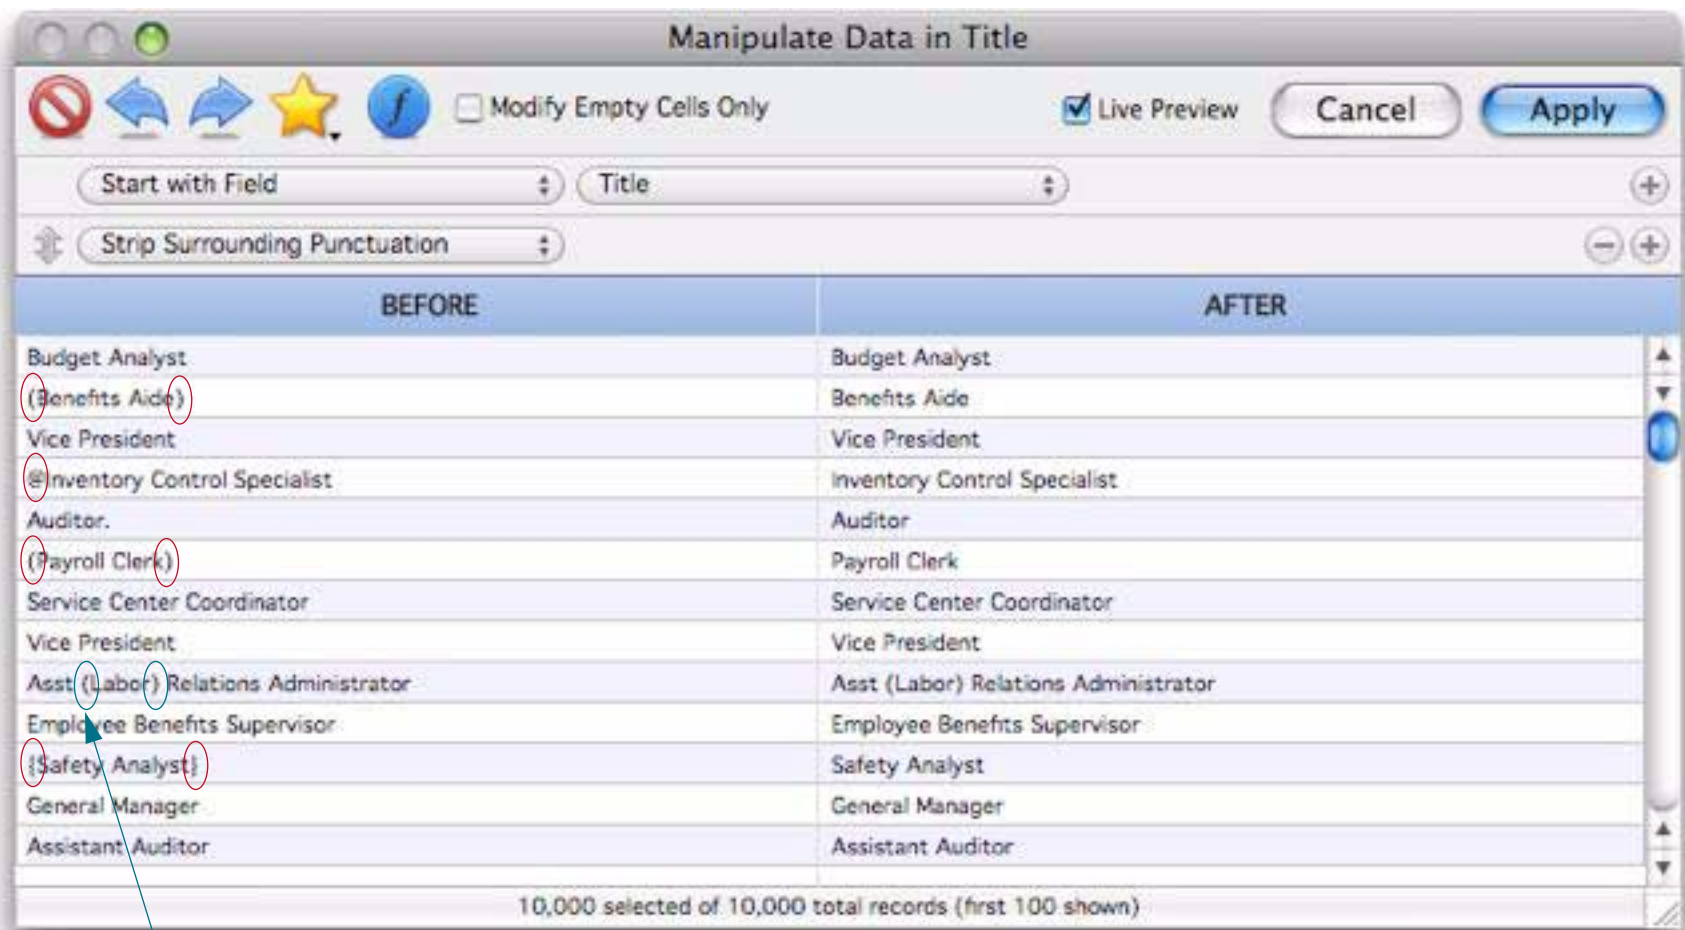 Manipulate Data in Title
Modify Empty Cells Only Live Preview Cancel Apply
Start with Field Title
Strip Surrounding Punctuation
BEFORE AFTER
Budget Analyst Budget Analyst
(Benefits Aide) Benefits Aide
Vice President Vice President
@Inventory Control Specialist Inventory Control Specialist
Auditor. Auditor
(Payroll Clerk) Payroll Clerk
Service Center Coordinator Service Center Coordinator
Vice President Vice President
Asst (Labor) Relations Administrator Asst (Labor) Relations Administrator
Employee Benefits Supervisor Employee Benefits Supervisor
{Safety Analyst} Safety Analyst
General Manager General Manager
Assistant Auditor Assistant Auditor
10,000 selected of 10,000 total records (first 100 shown)